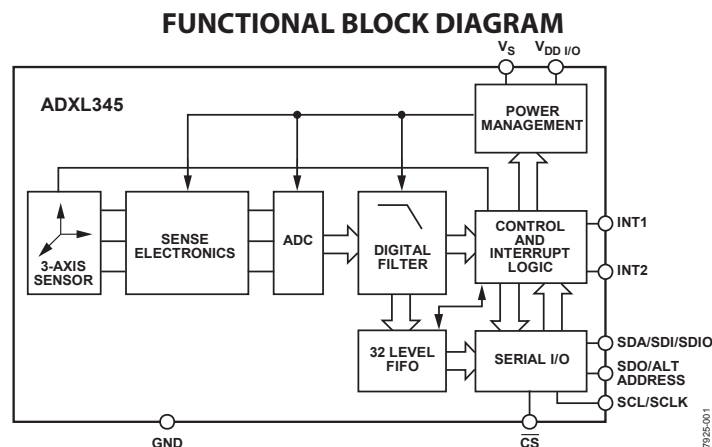 FUNCTIONAL BLOCK DIAGRAM
VS
VDD I/O
ADXL345
POWER
MANAGEMENT
3-AXIS
SENSOR
SENSE
ELECTRONICS
ADC
DIGITAL
FILTER
CONTROL
AND
INTERRUPT
LOGIC
INT1
INT2
32 LEVEL
FIFO
SERIAL I/O
SDA/SDI/SDIO
SDO/ALT
ADDRESS
SCL/SCLK
GND
CS
7925-001